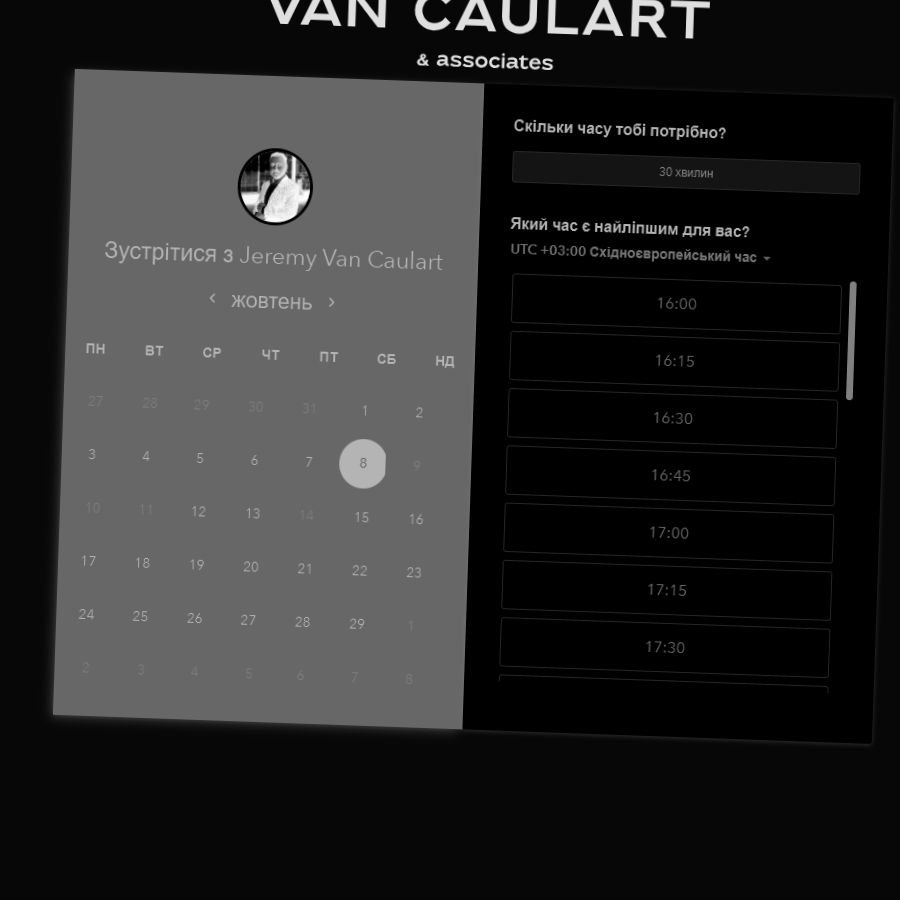 VAN CAULART
& associates
Зустрітися з Jeremy Van Caulart
жовтень
ПН ВТ СР ЧТ ПТ СБ НД
27 28 29 30 31 1 2
3 4 5 6 7 8 9
10 11 12 13 14 15 16
17 18 19 20 21 22 23
24 25 26 27 28 29 1
2 3 4 5 6 7 8
Скільки часу тобі потрібно?
30 хвилин
Який час є найліпшим для вас?
UTC +03:00 Східноєвропейський час
16:00
16:15
16:30
16:45
17:00
17:15
17:30